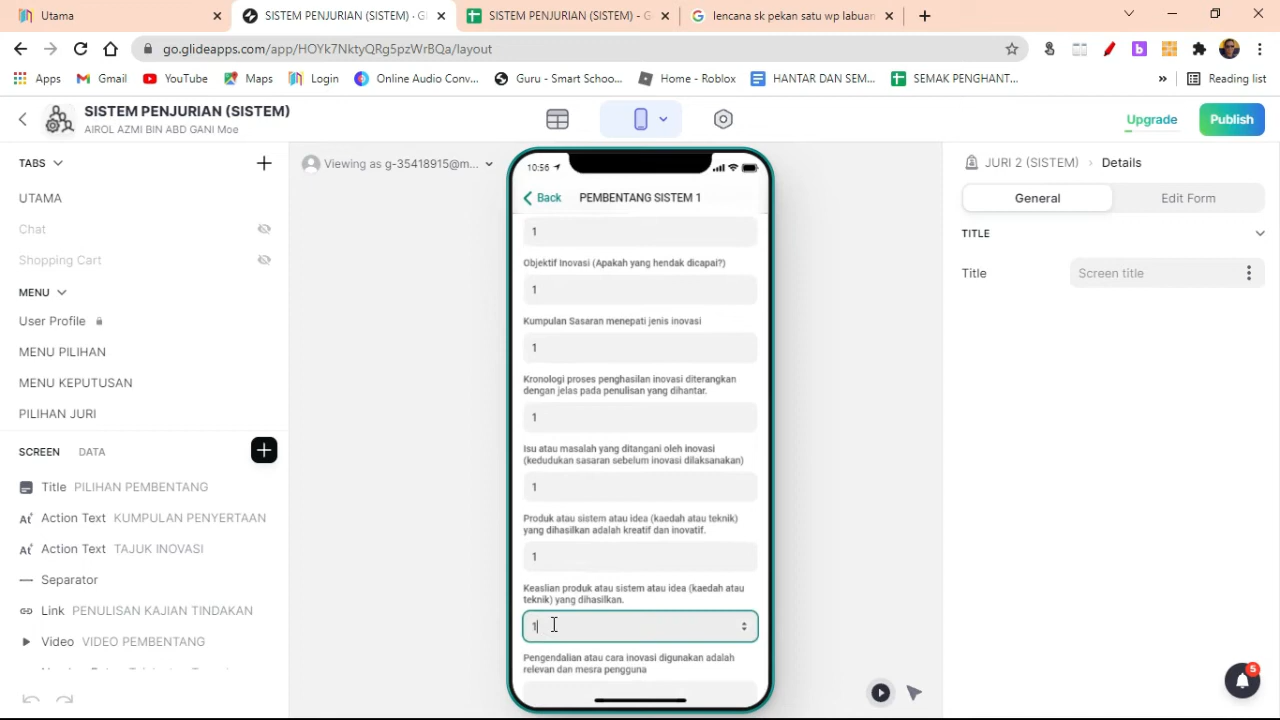 Utama
SISTEM PENJURIAN (SISTEM) · Gl
SISTEM PENJURIAN (SISTEM) - G
lencana sk pekan satu wp labuan
go.glideapps.com/app/HOYk7NktyQRg5pzWrBQa/layout
Apps
Gmail
YouTube
Maps
Login
Online Audio Conv...
Guru - Smart Schoo...
Home - Roblox
HANTAR DAN SEM...
SEMAK PENGHANT...
»
Reading list
SISTEM PENJURIAN (SISTEM)
AIROL AZMI BIN ABD GANI Moe
Upgrade
Publish
TABS
UTAMA
Chat
Shopping Cart
MENU
User Profile
MENU PILIHAN
MENU KEPUTUSAN
PILIHAN JURI
SCREEN DATA
Title PILIHAN PEMBENTANG
Action Text KUMPULAN PENYERTAAN
Action Text TAJUK INOVASI
Separator
Link PENULISAN KAJIAN TINDAKAN
Video VIDEO PEMBENTANG
Viewing as g-35418915@m...
10:56
Back PEMBENTANG SISTEM 1
1
Objektif Inovasi (Apakah yang hendak dicapai?)
1
Kumpulan Sasaran menepati jenis inovasi
1
Kronologi proses penghasilan inovasi diterangkan
dengan jelas pada penulisan yang dihantar.
1
Isu atau masalah yang ditangani oleh inovasi
(kedudukan sasaran sebelum inovasi dilaksanakan)
1
Produk atau sistem atau idea (kaedah atau teknik)
yang dihasilkan adalah kreatif dan inovatif.
1
Keaslian produk atau sistem atau idea (kaedah atau
teknik) yang dihasilkan.
1
Pengendalian atau cara inovasi digunakan adalah
relevan dan mesra pengguna
JURI 2 (SISTEM) › Details
General
Edit Form
TITLE
Title
Screen title
5